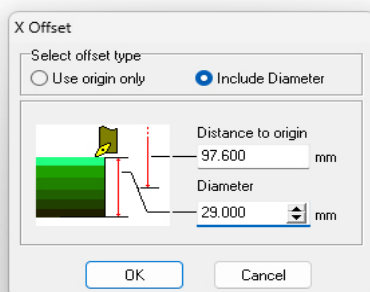 X Offset
Select offset type
Use origin only
Include Diameter
Distance to origin
97.600 mm
Diameter
29.000 mm
OK
Cancel